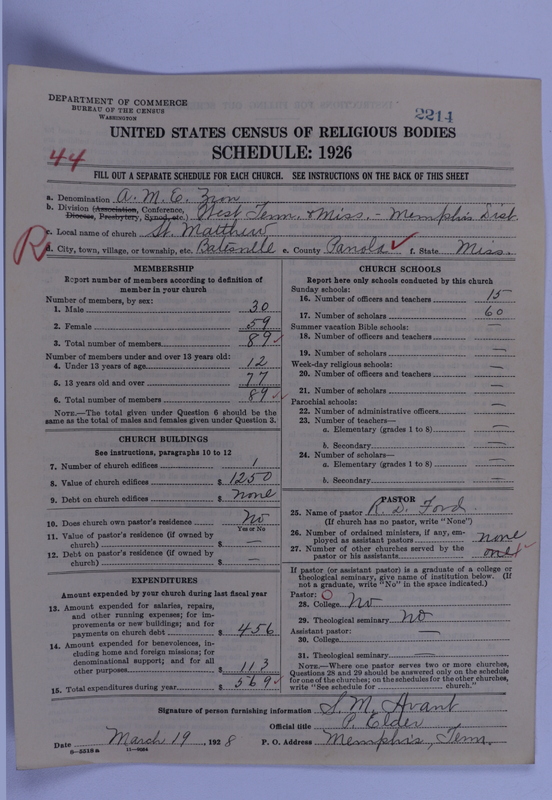 DEPARTMENT OF COMMERCE
BUREAU OF THE CENSUS
WASHINGTON
2214
UNITED STATES CENSUS OF RELIGIOUS BODIES
44
SCHEDULE: 1926
FILL OUT A SEPARATE SCHEDULE FOR EACH CHURCH. SEE INSTRUCTIONS ON THE BACK OF THIS SHEET
a. Denomination A. M. E. Zion
b. Division (Association, Conference, Diocese, Presbytery, Synod, etc.) West Tenn. & Miss. - Memphis Dist.
c. Local name of church St. Matthew
R
d. City, town, village, or township, etc. Batesville e. County Panola f. State Miss.
MEMBERSHIP
Report number of members according to definition of
member in your church
Number of members, by sex:
1. Male 30
2. Female 59
3. Total number of members 89
Number of members under and over 13 years old:
4. Under 13 years of age 12
5. 13 years old and over 77
6. Total number of members 89
NOTE.—The total given under Question 6 should be the
same as the total of males and females given under Question 3.
CHURCH BUILDINGS
See instructions, paragraphs 10 to 12
7. Number of church edifices 1
8. Value of church edifices $ 1250
9. Debt on church edifices $ None
10. Does church own pastor's residence No
Yes or No
11. Value of pastor's residence (if owned by
church) $ —
12. Debt on pastor's residence (if owned by
church) $ —
EXPENDITURES
Amount expended by your church during last fiscal year
13. Amount expended for salaries, repairs,
and other running expenses; for im-
provements or new buildings; and for
payments on church debt $ 456
14. Amount expended for benevolences, in-
cluding home and foreign missions; for
denominational support; and for all
other purposes $ 113
15. Total expenditures during year $ 569
CHURCH SCHOOLS
Report here only schools conducted by this church
Sunday schools:
16. Number of officers and teachers 15
17. Number of scholars 60
Summer vacation Bible schools:
18. Number of officers and teachers —
19. Number of scholars —
Week-day religious schools:
20. Number of officers and teachers —
21. Number of scholars —
Parochial schools:
22. Number of administrative officers —
23. Number of teachers—
a. Elementary (grades 1 to 8) —
b. Secondary —
24. Number of scholars—
a. Elementary (grades 1 to 8) —
b. Secondary —
PASTOR
25. Name of pastor R. D. Ford.
(If church has no pastor, write "None")
26. Number of ordained ministers, if any, em-
ployed as assistant pastors none
27. Number of other churches served by the
pastor or his assistants one
If pastor (or assistant pastor) is a graduate of a college or
theological seminary, give name of institution below. (If
not a graduate, write "No" in the space indicated.)
Pastor:
28. College No
29. Theological seminary No
Assistant pastor: —
30. College
31. Theological seminary —
NOTE.—Where one pastor serves two or more churches,
Questions 28 and 29 should be answered only on the schedule
for one of the churches; on the schedules for the other churches,
write "See schedule for church."
Signature of person furnishing information S. M. Avant
Official title P. Elder
Date March 19, 1928 P. O. Address Memphis, Tenn.
8-5518a 11-9024